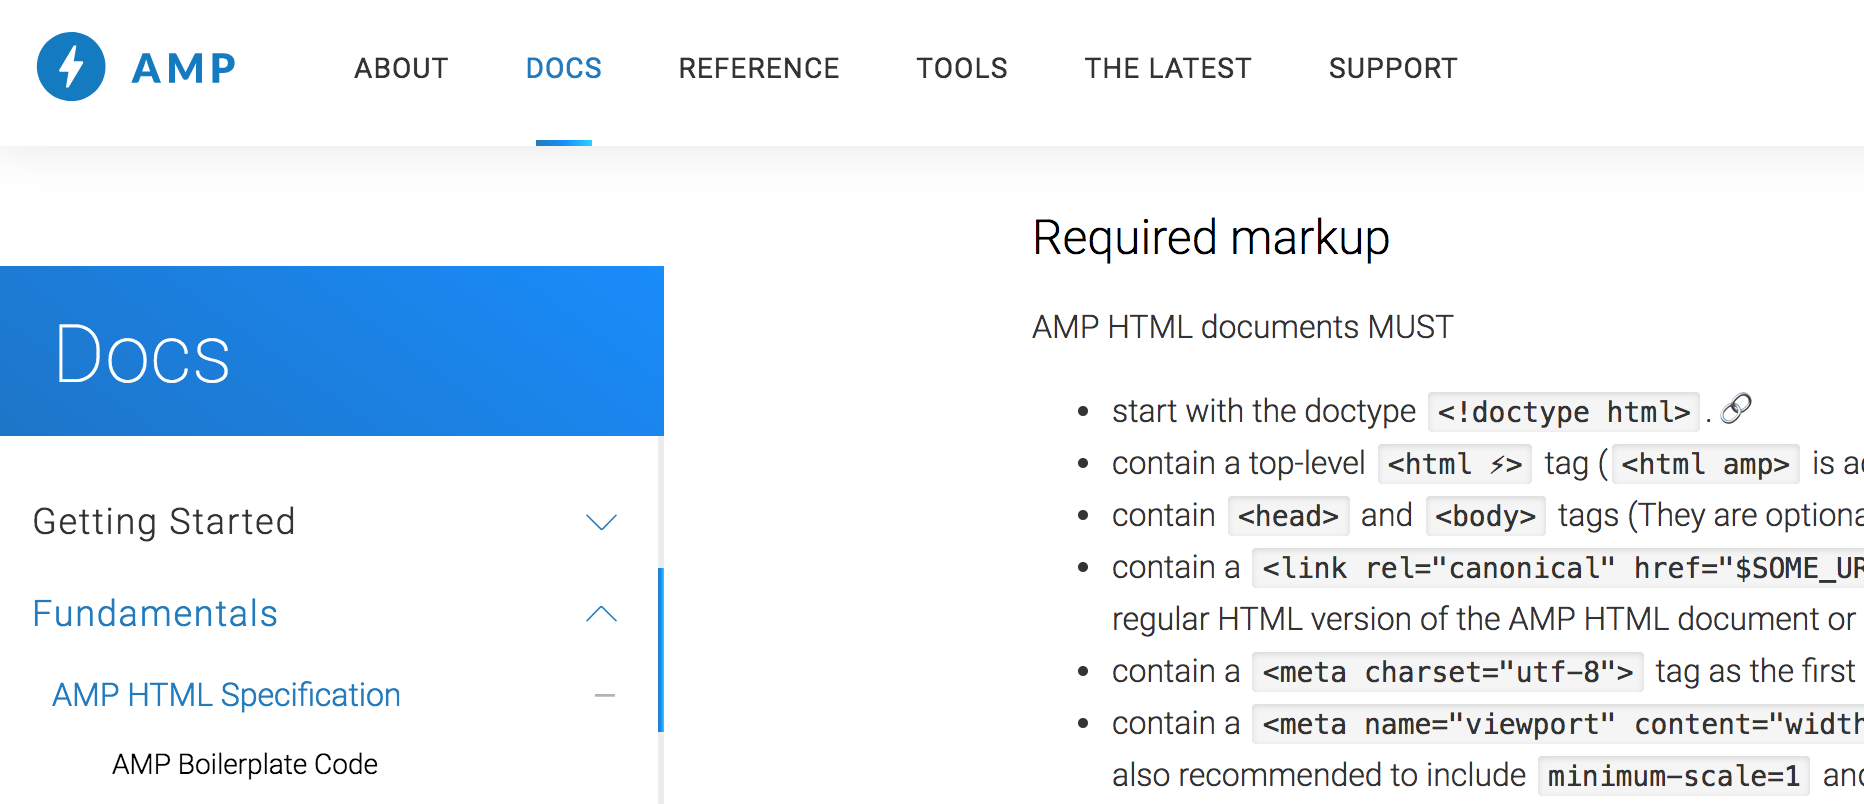 AMP
ABOUT
DOCS
REFERENCE
TOOLS
THE LATEST
SUPPORT
Docs
Getting Started
Fundamentals
AMP HTML Specification
AMP Boilerplate Code
Required markup
AMP HTML documents MUST
start with the doctype <!doctype html> . 🔗
contain a top-level <html ⚡> tag ( <html amp> is
contain <head> and <body> tags (They are
contain a <link rel="canonical" href="$SOME_UR
regular HTML version of the AMP HTML document or
contain a <meta charset="utf-8"> tag as the first
contain a <meta name="viewport" content="width
also recommended to include minimum-scale=1